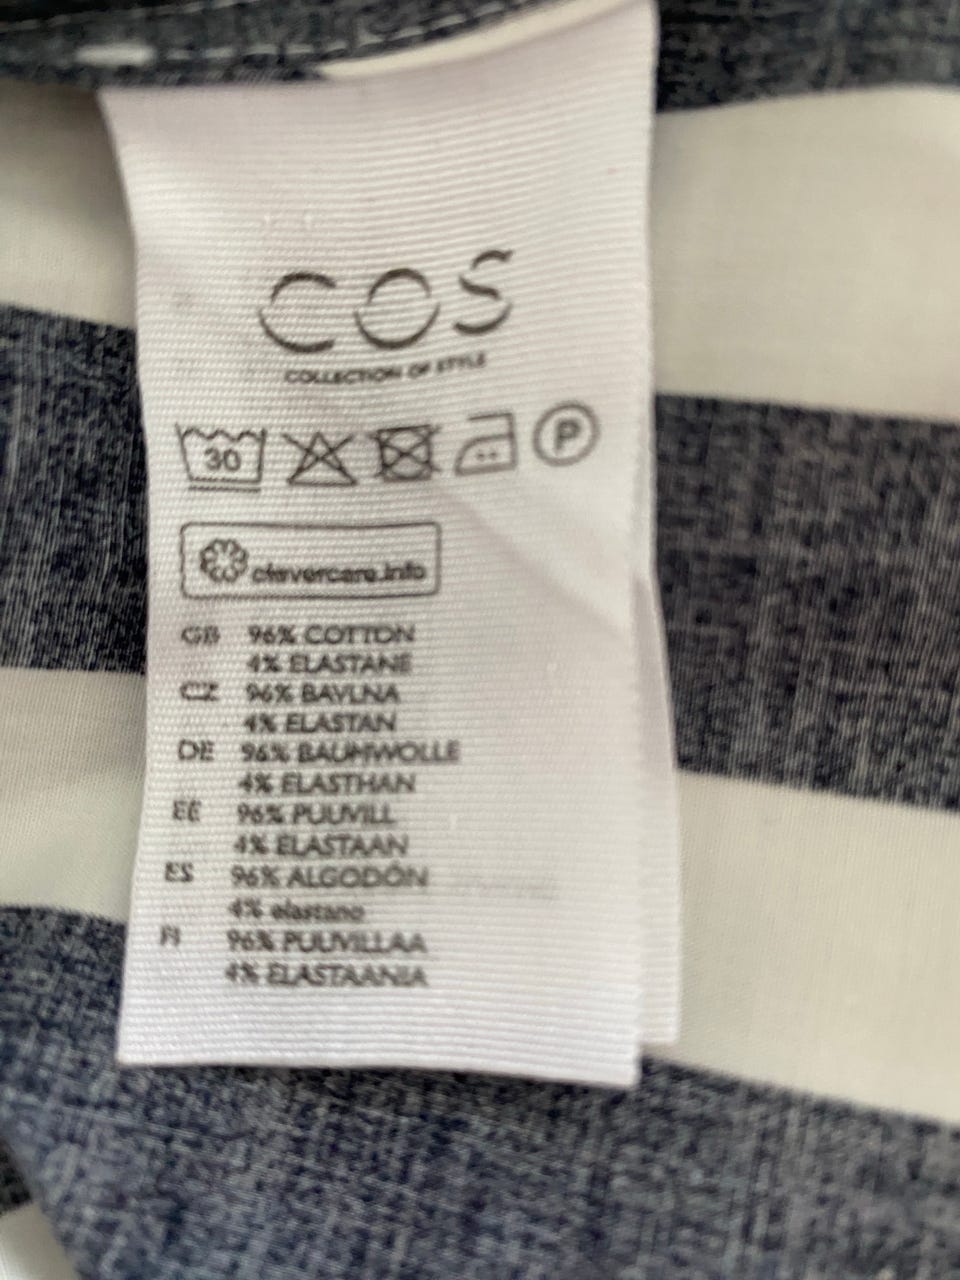 COS
COLLECTION OF STYLE
30 P
clevercare.info
GB 96% COTTON
4% ELASTANE
CZ 96% BAVLNA
4% ELASTAN
DE 96% BAUMWOLLE
4% ELASTHAN
EE 96% PUUVILL
4% ELASTAAN
ES 96% ALGODÓN
4% elastano
FI 96% PUUVILLAA
4% ELASTAANIA